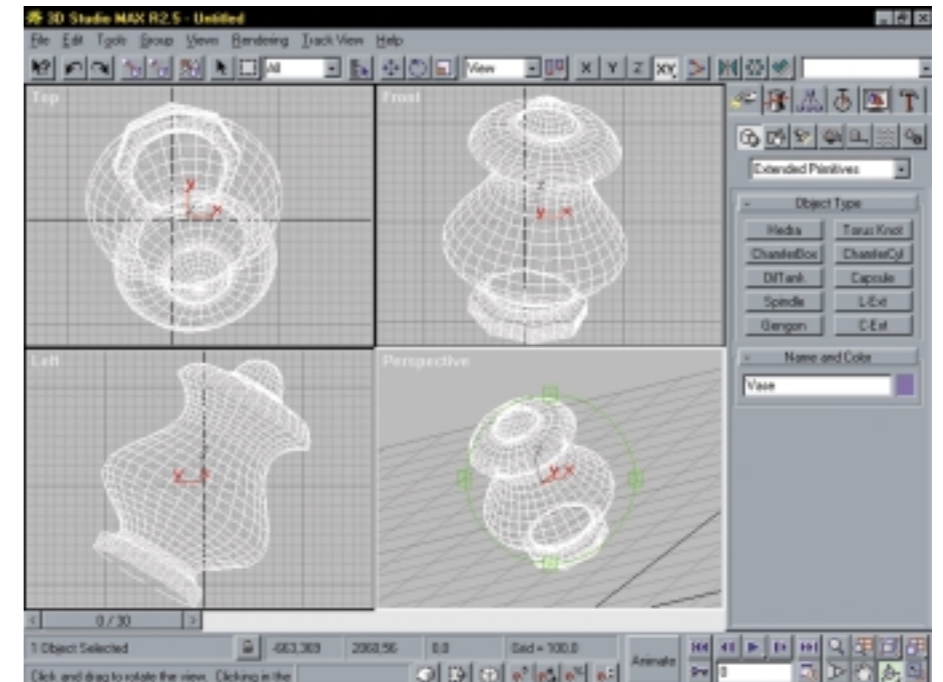 3D Studio MAX R2.5 - Untitled
File Edit Tools Group Views Rendering Track View Help
All View X Y Z XY
Top Front
Extended Primitives
Object Type
Hedra Torus Knot
ChamferBox ChamferCyl
OilTank Capsule
Spindle L-Ext
Gengon C-Ext
Left Perspective
Name and Color
Vase
0 / 30
1 Object Selected -663,369 2060,96 0.0 Grid = 100,0 Animate
Click and drag to rotate the view. Clicking in the 0